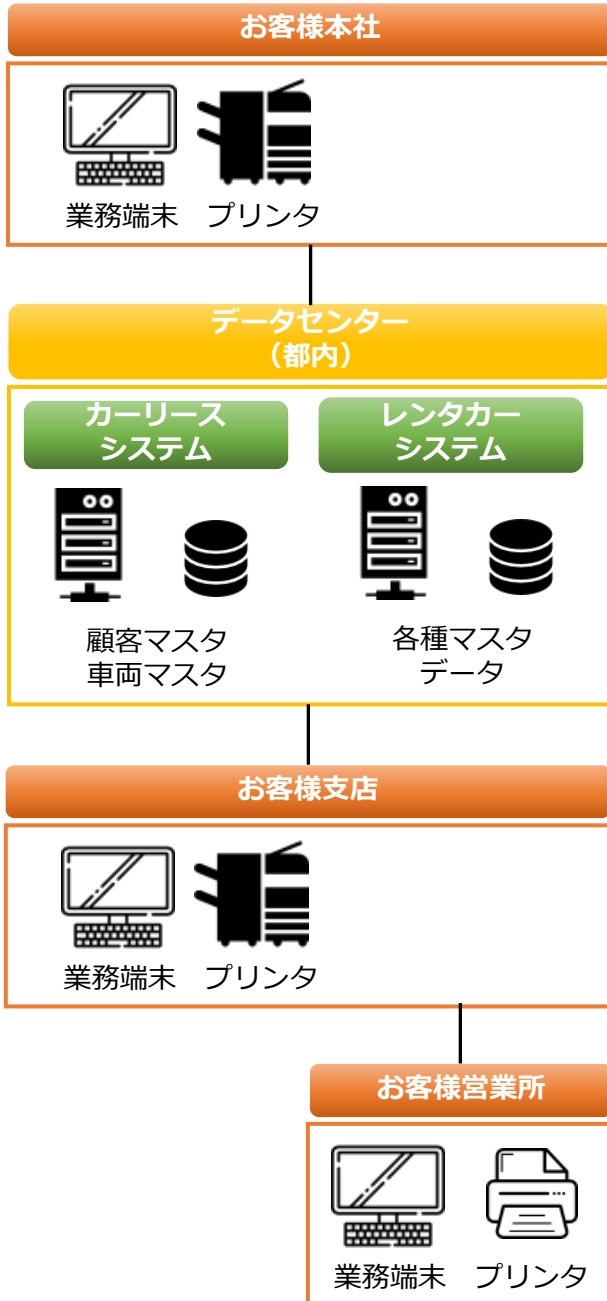 お客様本社
業務端末 プリンタ
データセンター
（都内）
カーリース
システム
レンタカー
システム
顧客マスタ
車両マスタ
各種マスタ
データ
お客様支店
業務端末 プリンタ
お客様営業所
業務端末 プリンタ